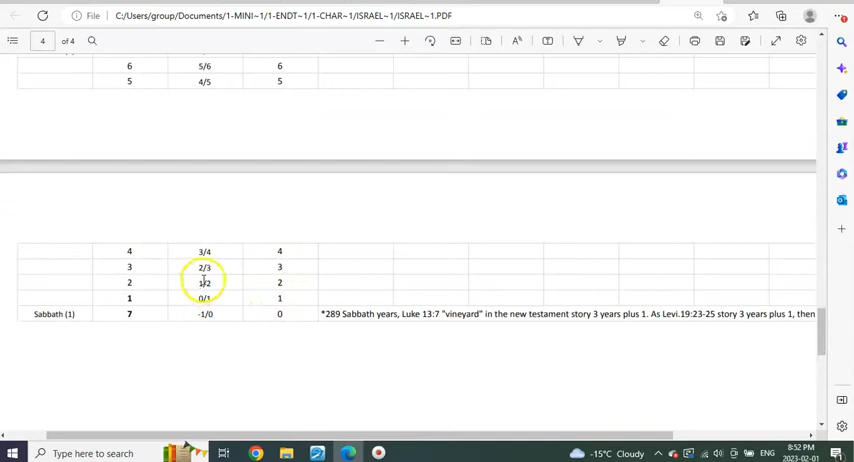 File
C:/Users/group/Documents/1-MINI~1/1-ENDT~1/1-CHAR~1/ISRAEL~1/ISRAEL~1.PDF
4 of 4
6 5/6 6
5 4/5 5
4 3/4 4
3 2/3 3
2 1/2 2
1 0/1 1
Sabbath (1) 7 -1/0 0 *289 Sabbath years, Luke 13:7 "vineyard" in the new testament story 3 years plus 1. As Levi.19:23-25 story 3 years plus 1, then
Type here to search
-15°C Cloudy
ENG
8:52 PM
2023-02-01